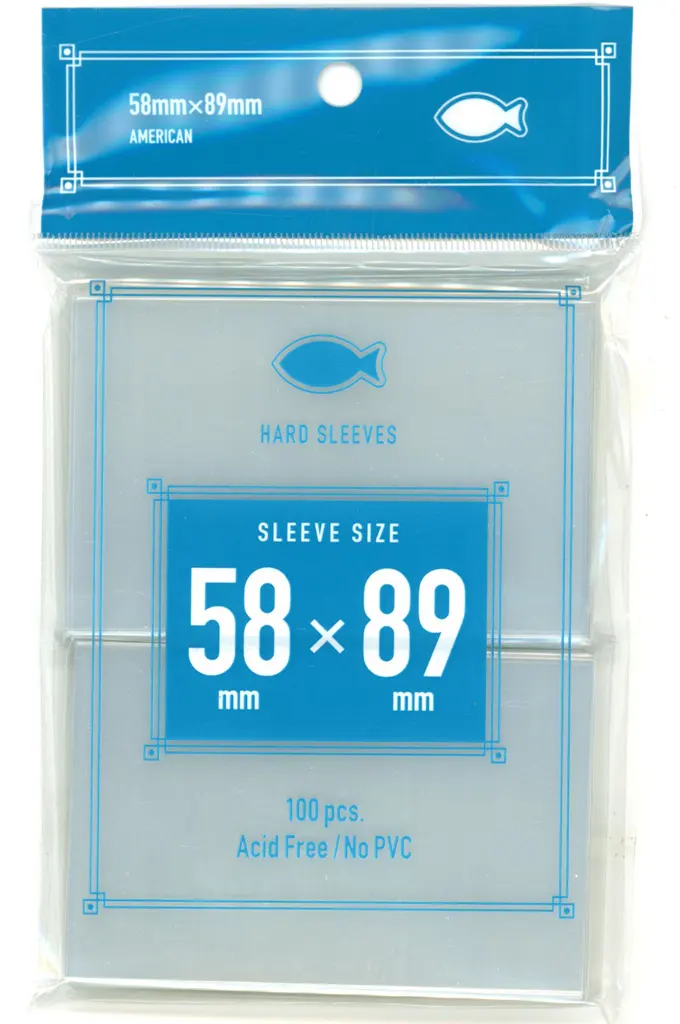 58mm×89mm
AMERICAN
HARD SLEEVES
SLEEVE SIZE
58 × 89
mm mm
100 pcs.
Acid Free / No PVC